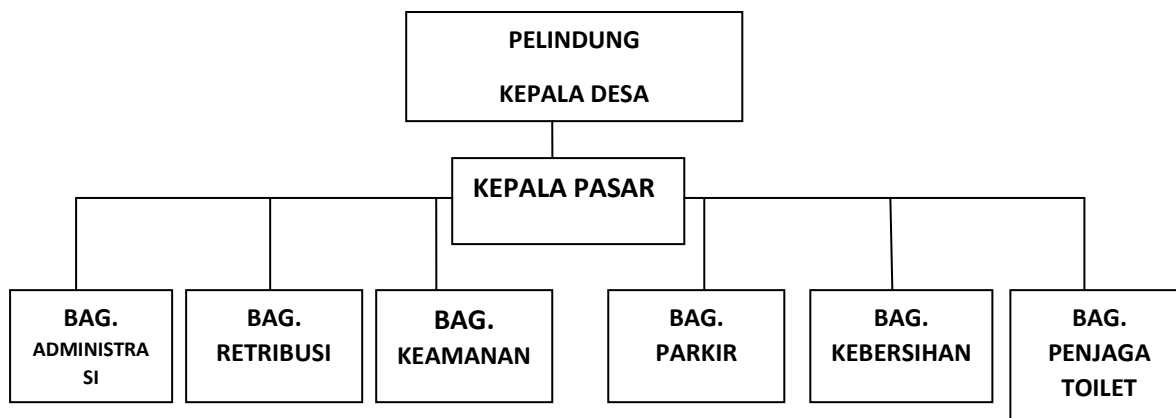 PELINDUNG
KEPALA DESA
KEPALA PASAR
BAG.
ADMINISTRA
SI
BAG.
RETRIBUSI
BAG.
KEAMANAN
BAG.
PARKIR
BAG.
KEBERSIHAN
BAG.
PENJAGA
TOILET